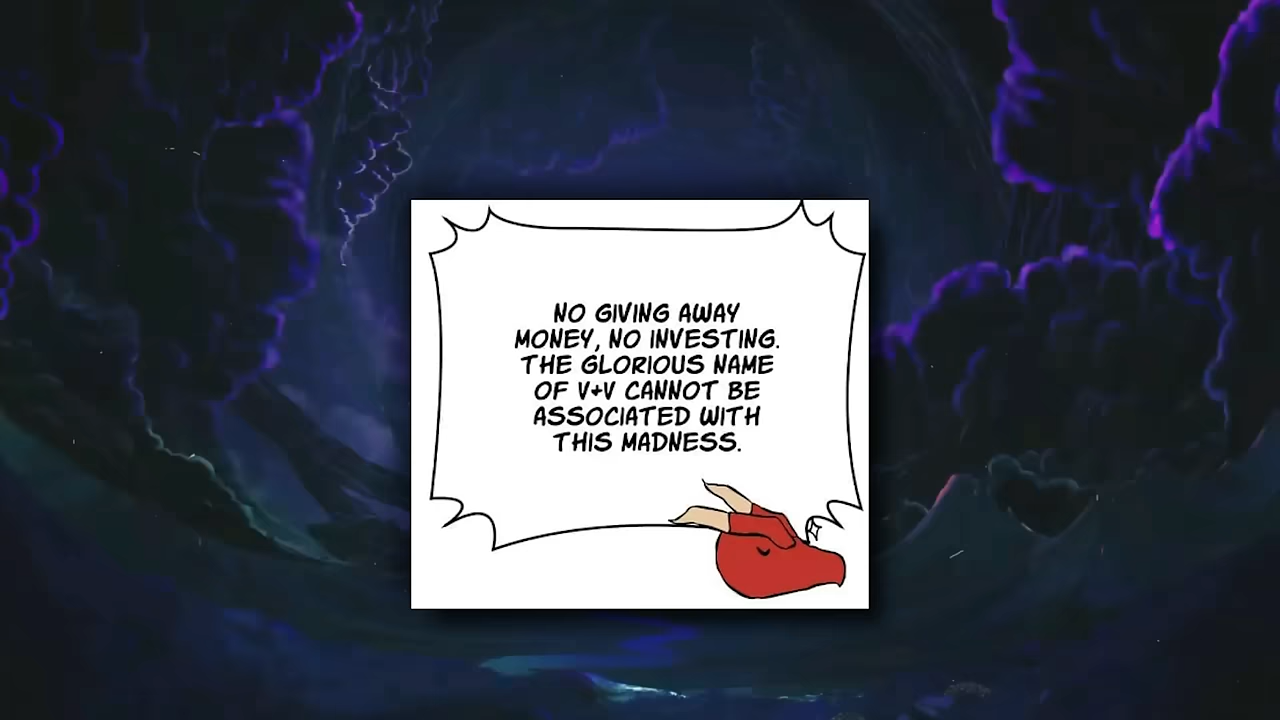 NO GIVING AWAY
MONEY, NO INVESTING.
THE GLORIOUS NAME
OF V+V CANNOT BE
ASSOCIATED WITH
THIS MADNESS.